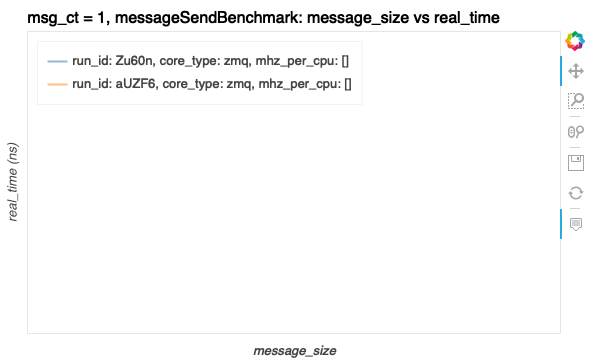 msg_ct = 1, messageSendBenchmark: message_size vs real_time
run_id: Zu60n, core_type: zmq, mhz_per_cpu: []
run_id: aUZF6, core_type: zmq, mhz_per_cpu: []
real_time (ns)
message_size